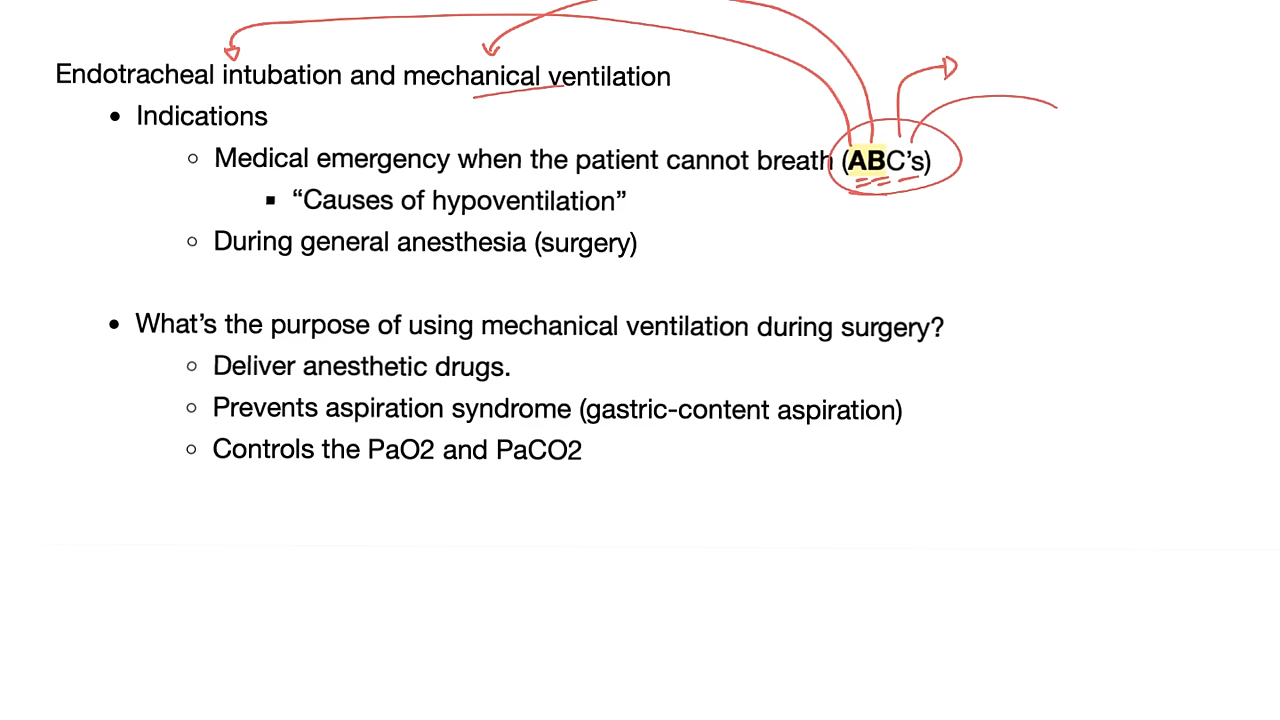 Endotracheal intubation and mechanical ventilation
• Indications
○ Medical emergency when the patient cannot breath (ABC’s)
▪ “Causes of hypoventilation”
○ During general anesthesia (surgery)
• What’s the purpose of using mechanical ventilation during surgery?
○ Deliver anesthetic drugs.
○ Prevents aspiration syndrome (gastric-content aspiration)
○ Controls the PaO2 and PaCO2